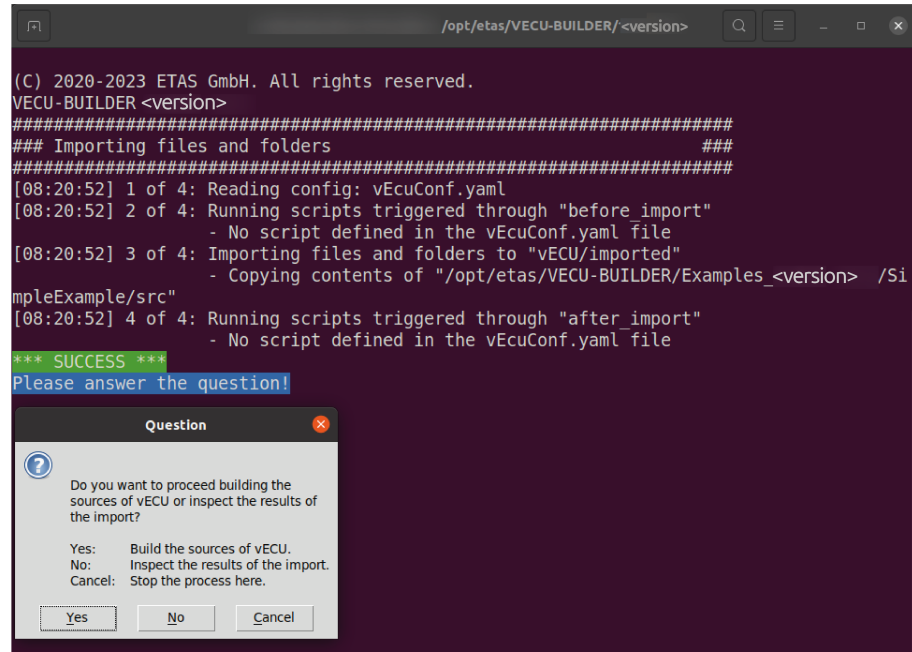 /opt/etas/VECU-BUILDER/<version>
(C) 2020-2023 ETAS GmbH. All rights reserved.
VECU-BUILDER <version>
######################################################################
### Importing files and folders                                    ###
######################################################################
[08:20:52] 1 of 4: Reading config: vEcuConf.yaml
[08:20:52] 2 of 4: Running scripts triggered through "before_import"
- No script defined in the vEcuConf.yaml file
[08:20:52] 3 of 4: Importing files and folders to "vECU/imported"
- Copying contents of "/opt/etas/VECU-BUILDER/Examples_<version> /Si
mpleExample/src"
[08:20:52] 4 of 4: Running scripts triggered through "after_import"
- No script defined in the vEcuConf.yaml file
*** SUCCESS ***
Please answer the question!
Question
Do you want to proceed building the
sources of vECU or inspect the results of
the import?
Yes: Build the sources of vECU.
No: Inspect the results of the import.
Cancel: Stop the process here.
Yes No Cancel